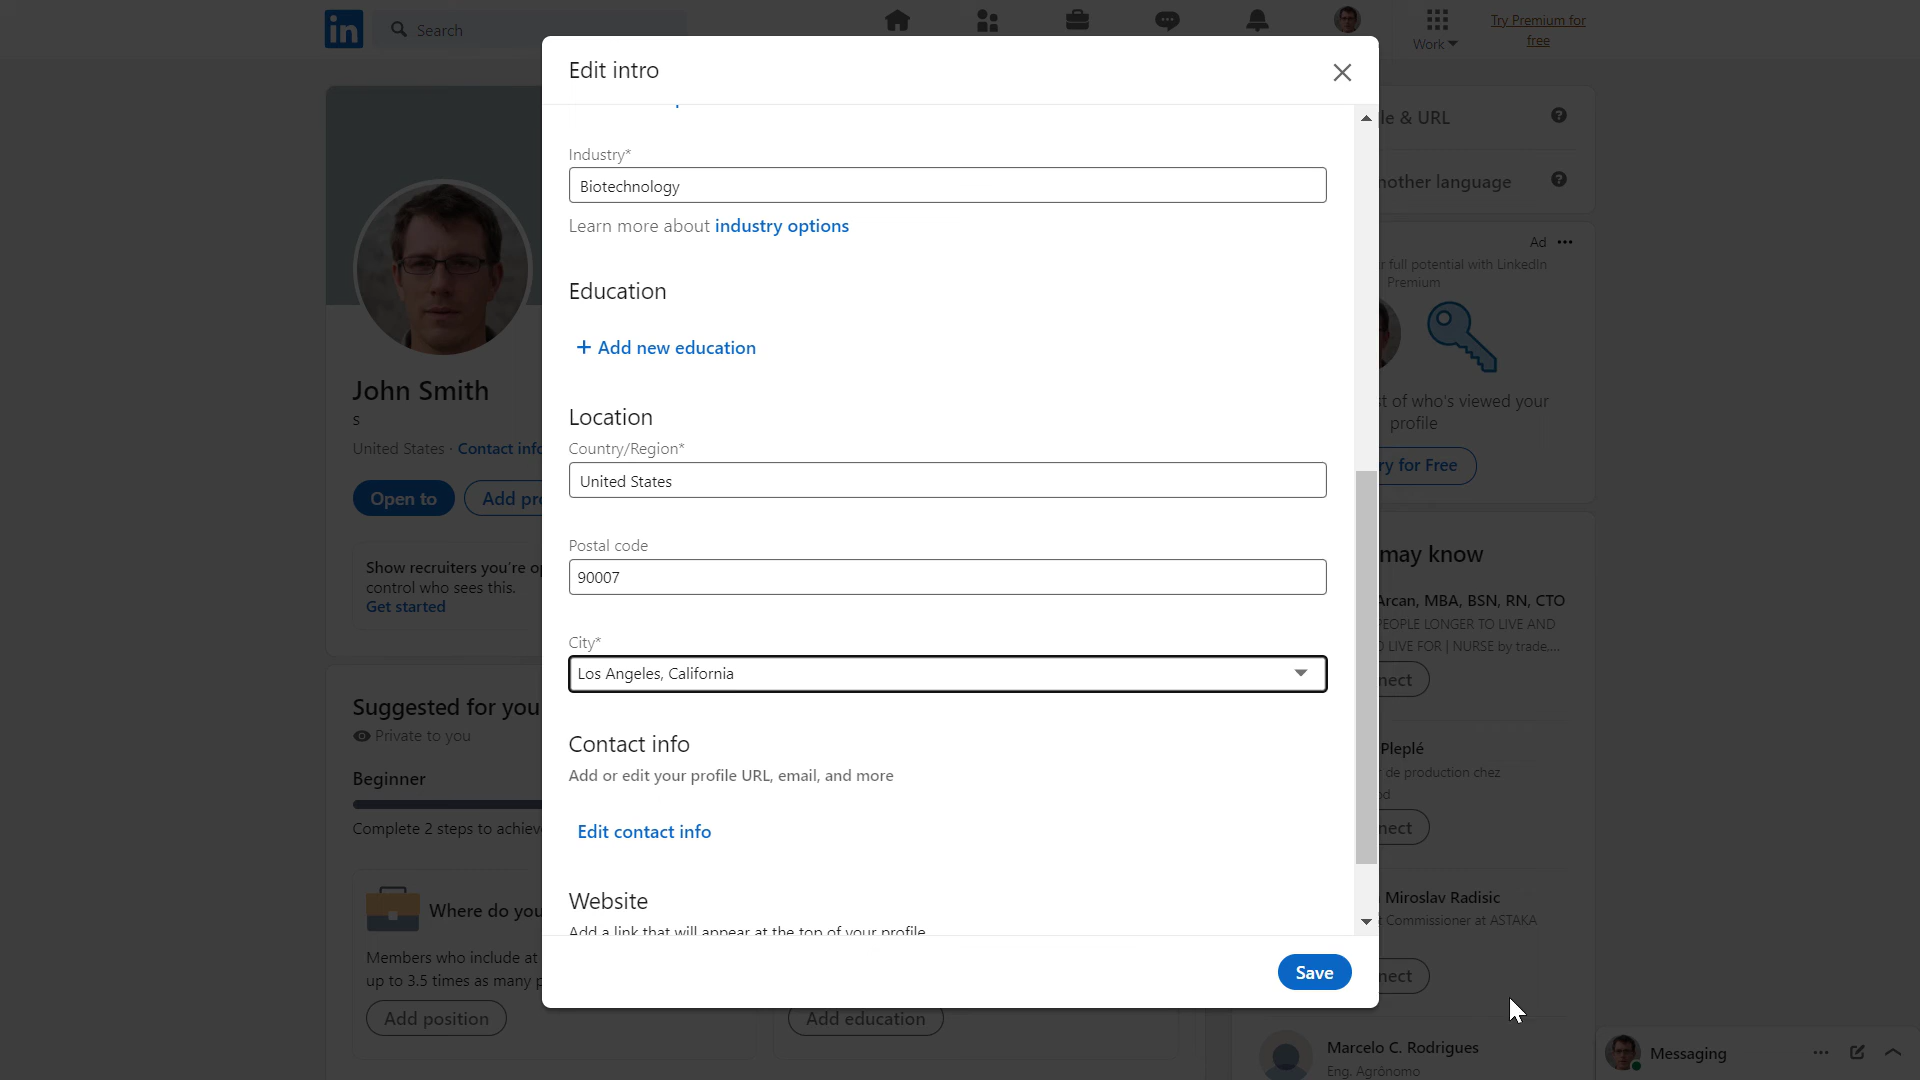 in
Search
Work
Try Premium for
free
Edit intro
Industry*
Biotechnology
Learn more about industry options
Education
+ Add new education
Location
Country/Region*
United States
Postal code
90007
City*
Los Angeles, California
Contact info
Add or edit your profile URL, email, and more
Edit contact info
Website
Add a link that will appear at the top of your profile
Save
John Smith
s
United States · Contact info
Open to
Add pro
Show recruiters you're op
control who sees this.
Get started
Suggested for you
Private to you
Beginner
Complete 2 steps to achiev
Where do you
Members who include at
up to 3.5 times as many p
Add position
Add education
le & URL
nother language
Ad
r full potential with LinkedIn
Premium
st of who's viewed your
profile
ry for Free
may know
Arcan, MBA, BSN, RN, CTO
PEOPLE LONGER TO LIVE AND
O LIVE FOR | NURSE by trade,...
nect
Pleplé
de production chez
od
nect
Miroslav Radisic
Commissioner at ASTAKA
nect
Marcelo C. Rodrigues
Eng. Agrônomo
Messaging